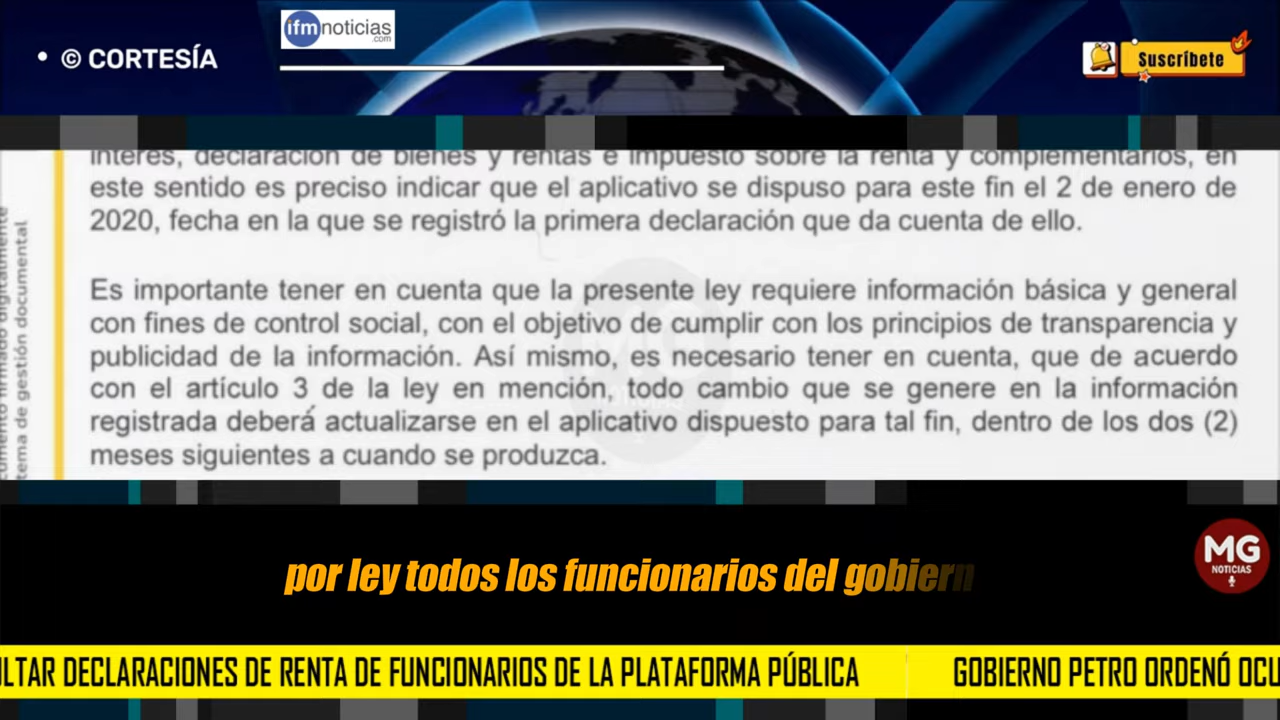 • © CORTESÍA
ifmnoticias
.com
Suscríbete
interés, declaración de bienes y rentas e impuesto sobre la renta y complementarios, en
este sentido es preciso indicar que el aplicativo se dispuso para este fin el 2 de enero de
2020, fecha en la que se registró la primera declaración que da cuenta de ello.
Es importante tener en cuenta que la presente ley requiere información básica y general
con fines de control social, con el objetivo de cumplir con los principios de transparencia y
publicidad de la información. Así mismo, es necesario tener en cuenta, que de acuerdo
con el artículo 3 de la ley en mención, todo cambio que se genere en la información
registrada deberá actualizarse en el aplicativo dispuesto para tal fin, dentro de los dos (2)
meses siguientes a cuando se produzca.
tema de gestión documental
por ley todos los funcionarios del gobiern
MG
NOTICIAS
LTAR DECLARACIONES DE RENTA DE FUNCIONARIOS DE LA PLATAFORMA PÚBLICA
GOBIERNO PETRO ORDENÓ OCU